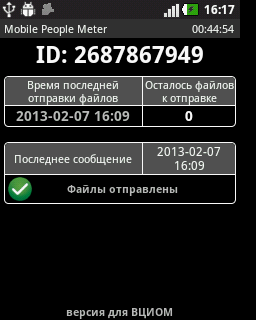 16:17
Mobile People Meter 00:44:54
ID: 2687867949
Время последней отправки файлов
Осталось файлов к отправке
2013-02-07 16:09 0
Последнее сообщение
2013-02-07
16:09
Файлы отправлены
версия для ВЦИОМ